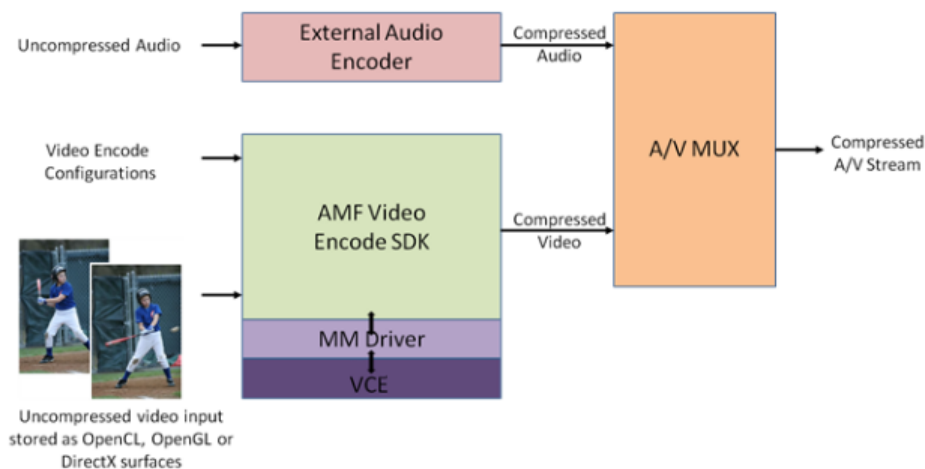 Uncompressed Audio
External Audio
Encoder
Compressed
Audio
Video Encode
Configurations
AMF Video
Encode SDK
Compressed
Video
A/V MUX
Compressed
A/V Stream
MM Driver
VCE
Uncompressed video input
stored as OpenCL, OpenGL or
DirectX surfaces